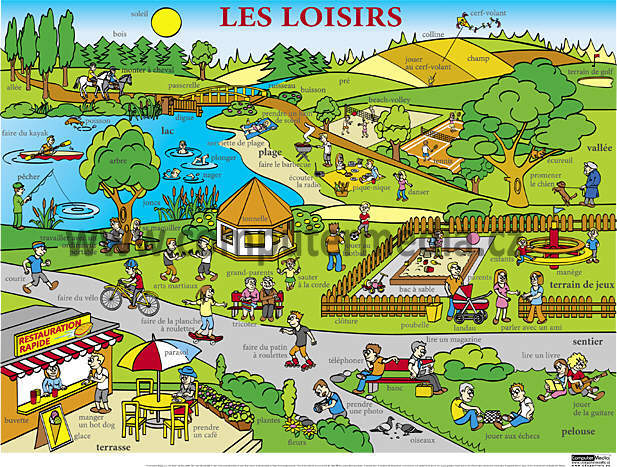 LES LOISIRS
soleil
cerf-volant
bois
colline
monter à cheval
jouer
au cerf-volant
champ
allée
passerelle
ruisseau
buisson
pré
terrain de golf
beach-volley
digue
prendre un bain
de soleil
poisson
lac
faire du kayak
serviette de plage
vallée
arbre
plonger
plage
tennis
écureuil
faire le barbecue
promener
le chien
pêcher
nager
écouter
la radio
pique-nique
danser
joncs
tonnelle
se maquiller
www.computermedia.cz
enfants
manège
courir
arts martiaux
grand-parents
sauter
à la corde
parents
bac à sable
terrain de jeux
faire du vélo
faire de la planche
à roulettes
tricoter
clôture
poubelle
landau
parler avec un ami
RESTAURATION
RAPIDE
parasol
faire du patin
à roulettes
lire un magazine
sentier
téléphoner
lire un livre
banc
buvette
manger
un hot dog
prendre
un café
plantes
prendre
une photo
jouer
de la guitare
glace
fleurs
oiseaux
jouer aux échecs
pelouse
terrasse
ComputerMedia